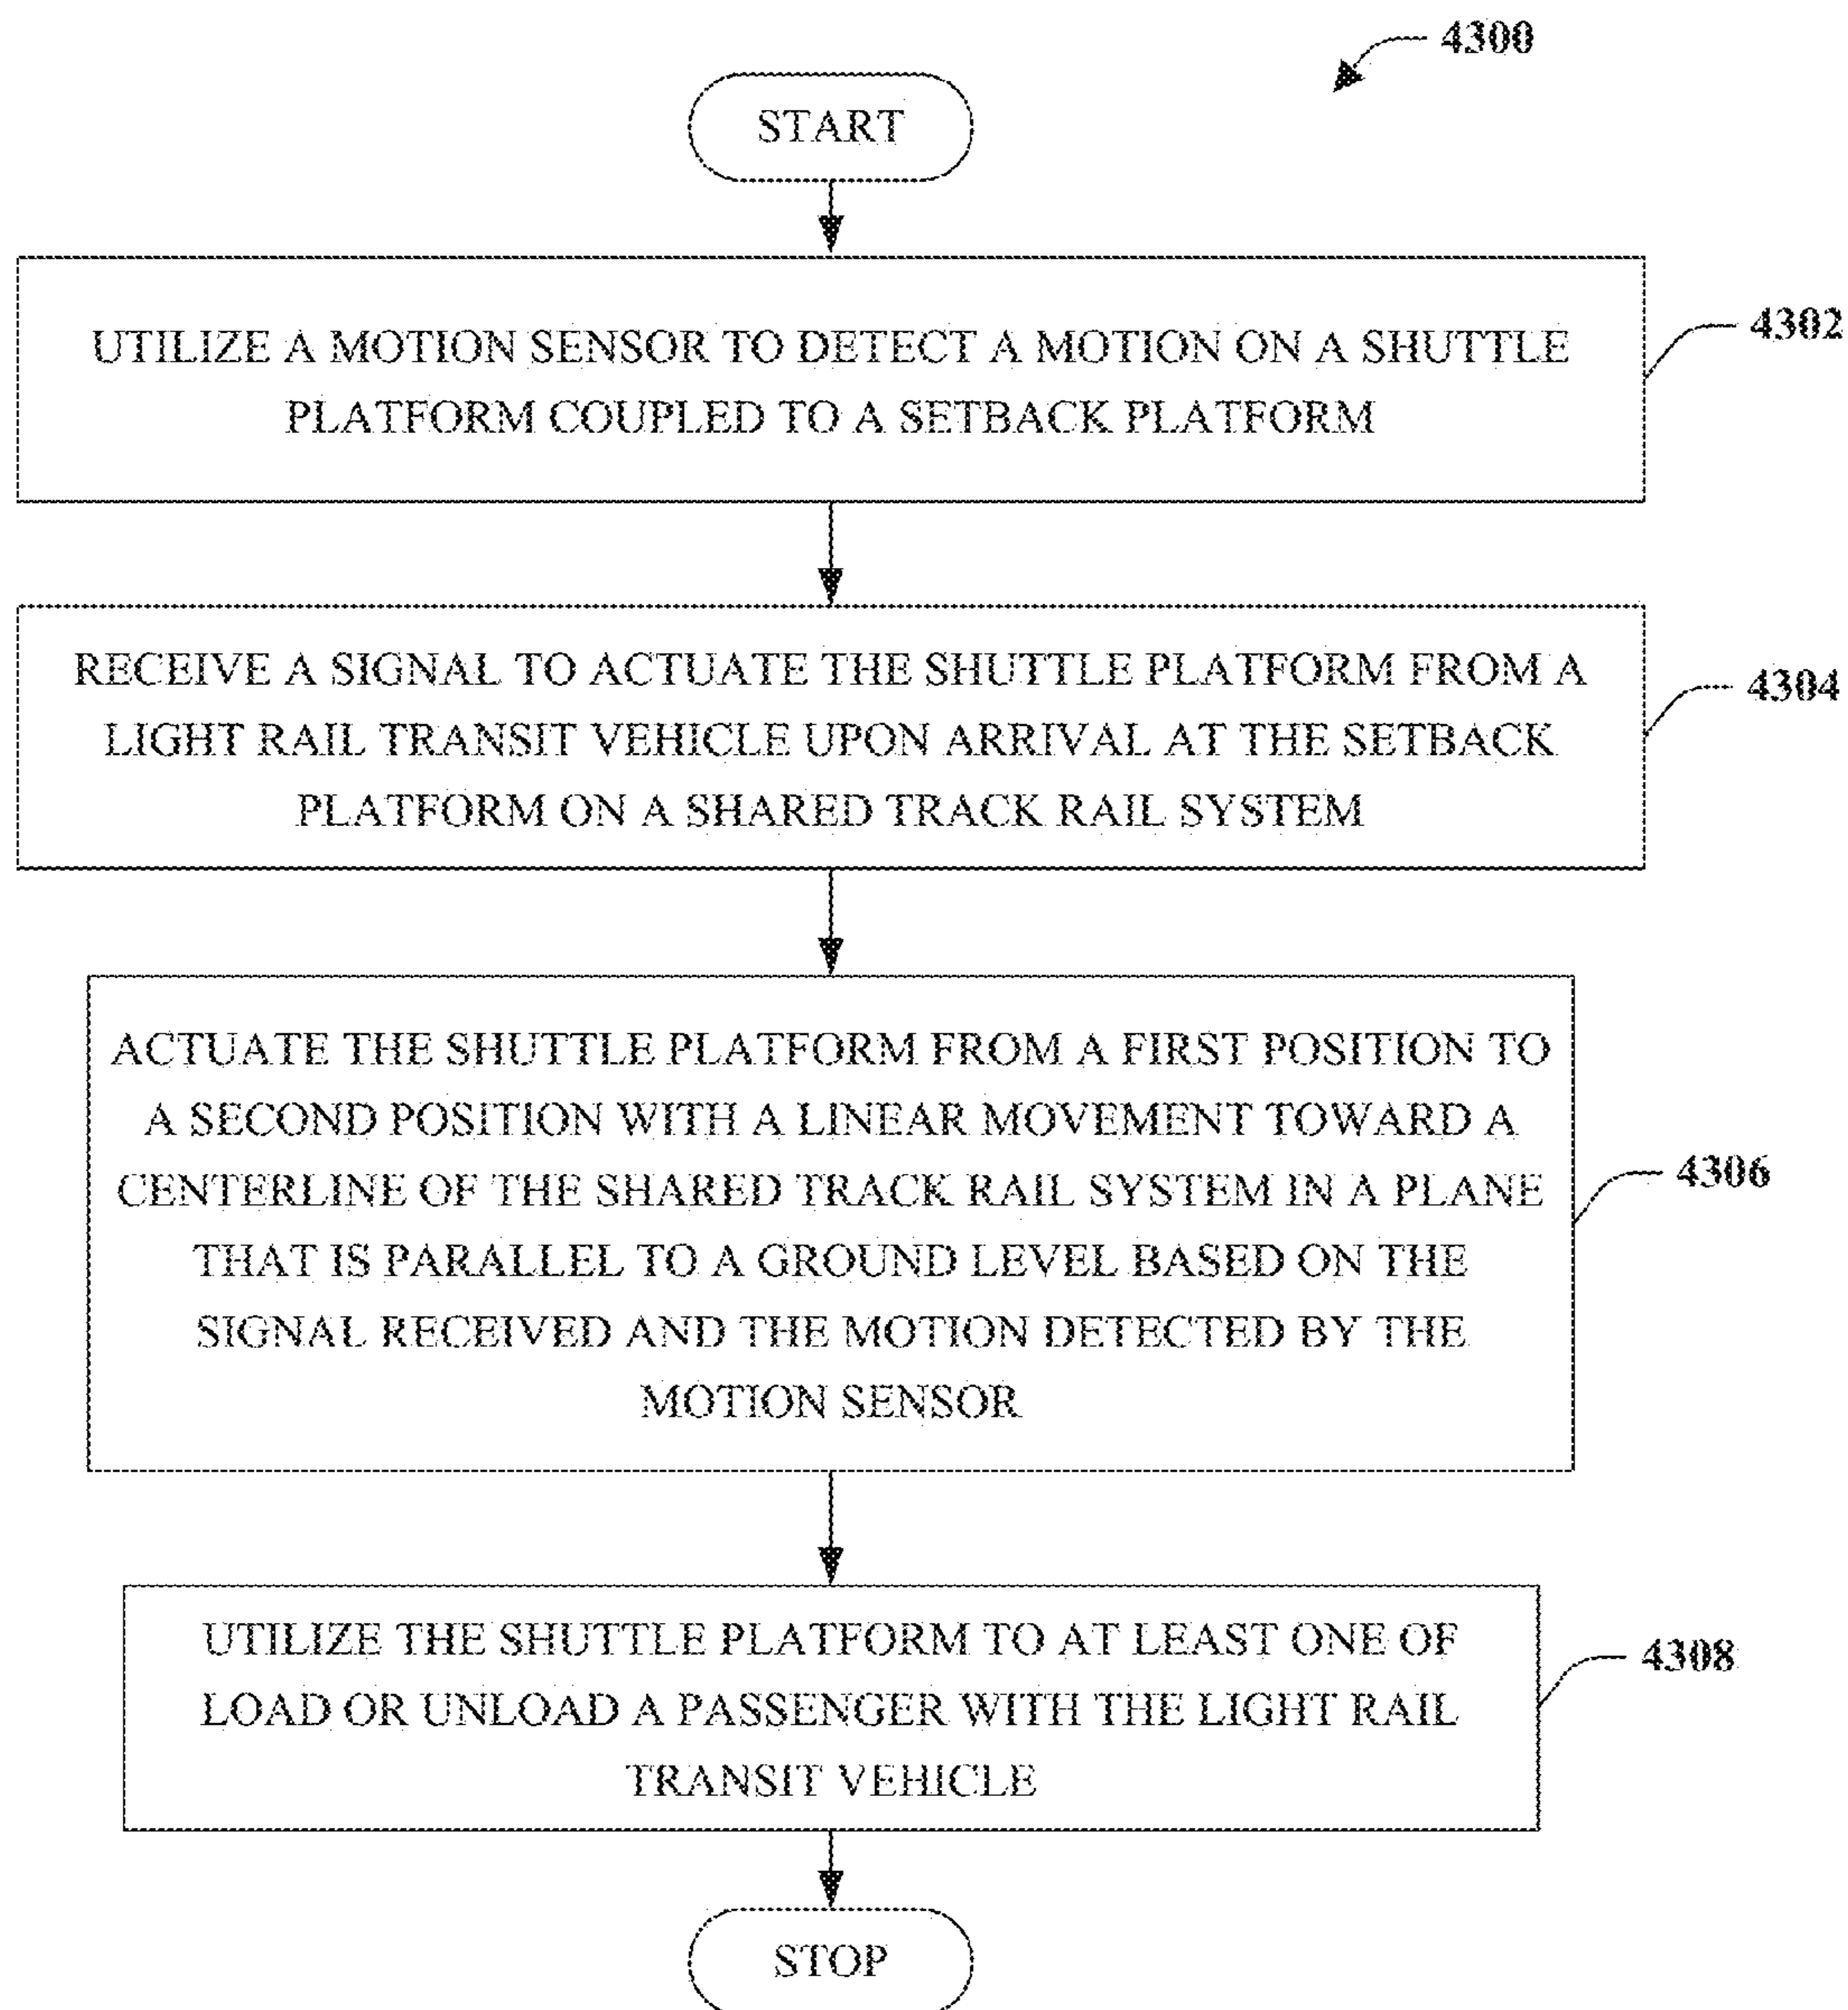 4300
START
UTILIZE A MOTION SENSOR TO DETECT A MOTION ON A SHUTTLE
PLATFORM COUPLED TO A SETBACK PLATFORM
4302
RECEIVE A SIGNAL TO ACTUATE THE SHUTTLE PLATFORM FROM A
LIGHT RAIL TRANSIT VEHICLE UPON ARRIVAL AT THE SETBACK
PLATFORM ON A SHARED TRACK RAIL SYSTEM
4304
ACTUATE THE SHUTTLE PLATFORM FROM A FIRST POSITION TO
A SECOND POSITION WITH A LINEAR MOVEMENT TOWARD A
CENTERLINE OF THE SHARED TRACK RAIL SYSTEM IN A PLANE
THAT IS PARALLEL TO A GROUND LEVEL BASED ON THE
SIGNAL RECEIVED AND THE MOTION DETECTED BY THE
MOTION SENSOR
4306
UTILIZE THE SHUTTLE PLATFORM TO AT LEAST ONE OF
LOAD OR UNLOAD A PASSENGER WITH THE LIGHT RAIL
TRANSIT VEHICLE
4308
STOP